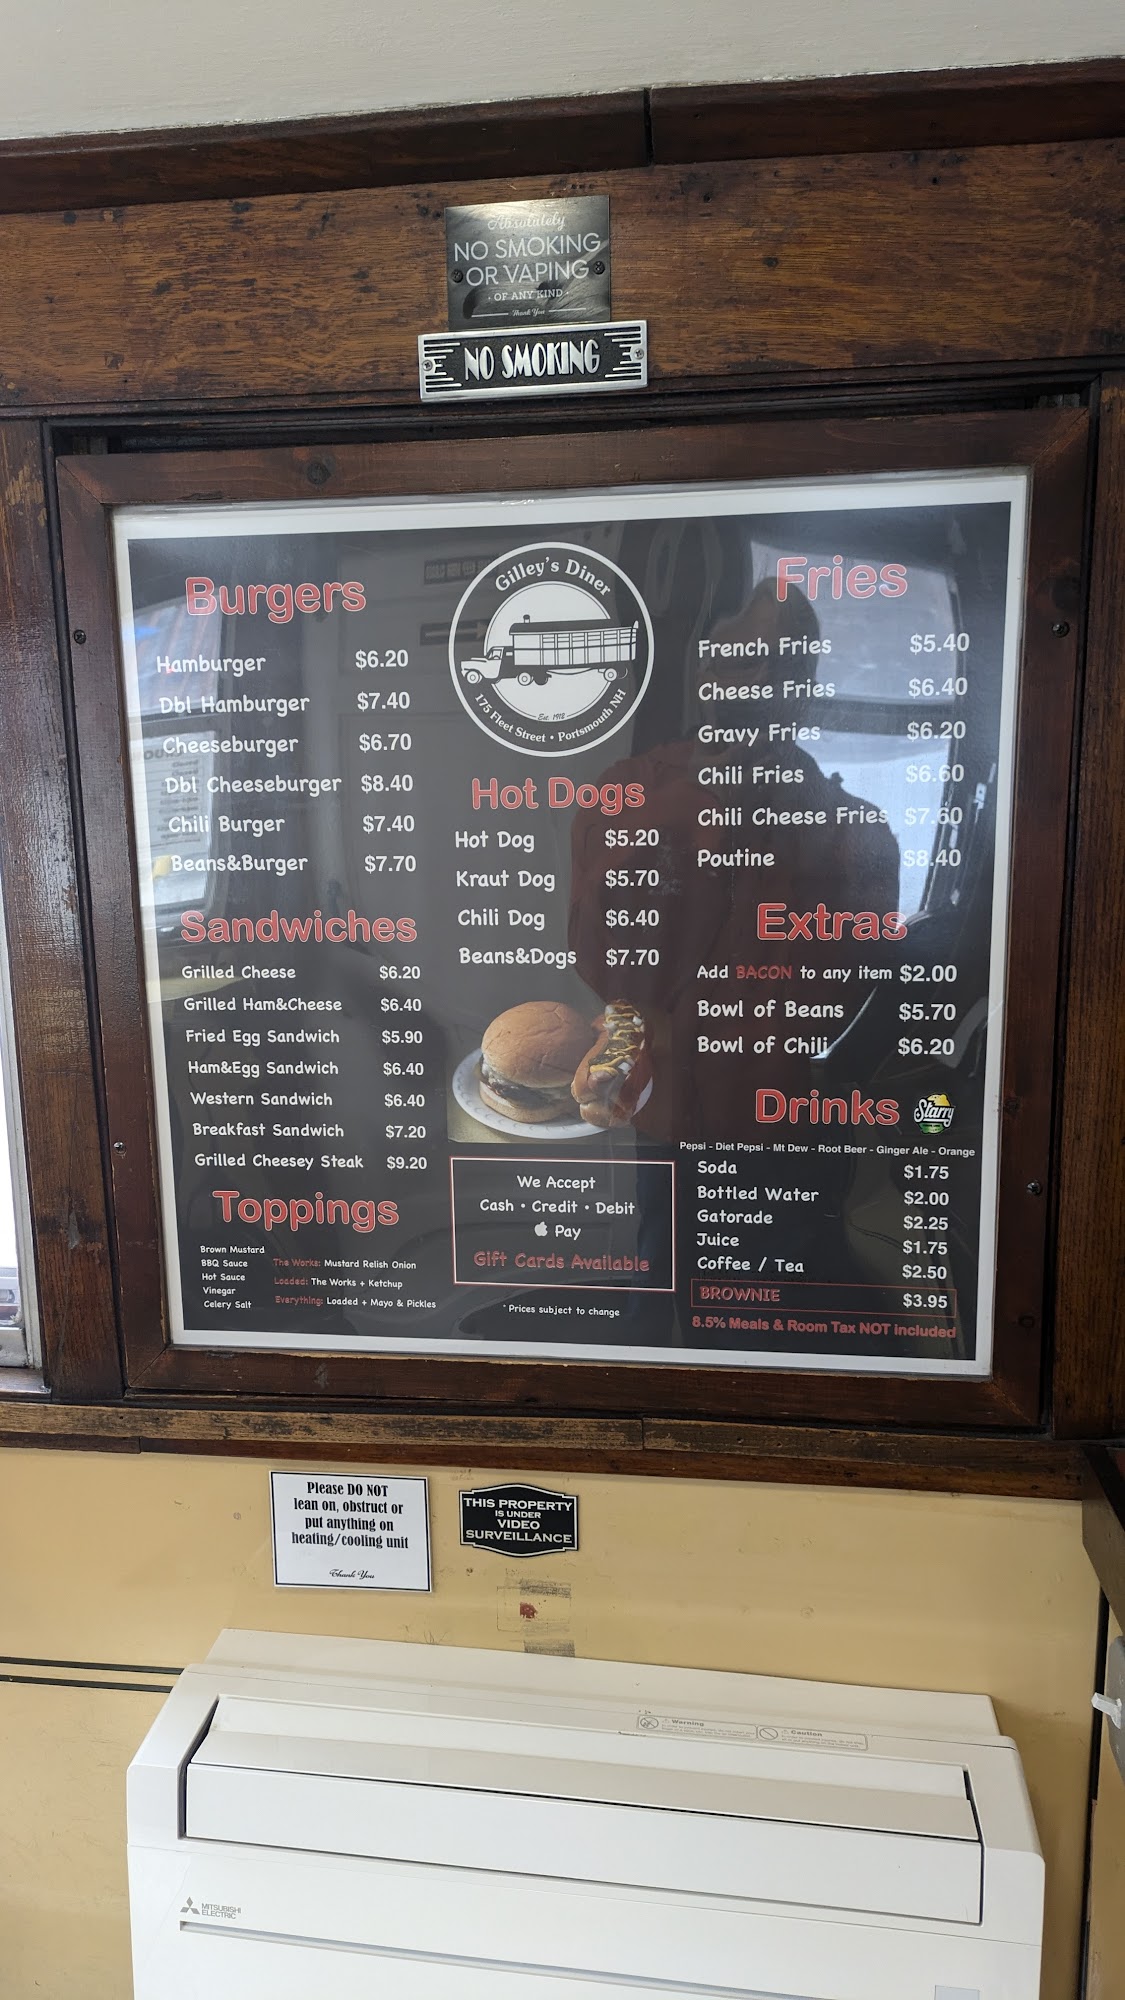 Absolutely
NO SMOKING
OR VAPING
• OF ANY KIND •
Thank You
NO SMOKING
Gilley's Diner
Est. 1912
175 Fleet Street • Portsmouth NH
Burgers
Hamburger $6.20
Dbl Hamburger $7.40
Cheeseburger $6.70
Dbl Cheeseburger $8.40
Chili Burger $7.40
Beans&Burger $7.70
Sandwiches
Grilled Cheese $6.20
Grilled Ham&Cheese $6.40
Fried Egg Sandwich $5.90
Ham&Egg Sandwich $6.40
Western Sandwich $6.40
Breakfast Sandwich $7.20
Grilled Cheesey Steak $9.20
Toppings
Brown Mustard
BBQ Sauce
Hot Sauce
Vinegar
Celery Salt
The Works: Mustard Relish Onion
Loaded: The Works + Ketchup
Everything: Loaded + Mayo & Pickles
Hot Dogs
Hot Dog $5.20
Kraut Dog $5.70
Chili Dog $6.40
Beans&Dogs $7.70
We Accept
Cash • Credit • Debit
Pay
Gift Cards Available
* Prices subject to change
Fries
French Fries $5.40
Cheese Fries $6.40
Gravy Fries $6.20
Chili Fries $6.60
Chili Cheese Fries $7.60
Poutine $8.40
Extras
Add BACON to any item $2.00
Bowl of Beans $5.70
Bowl of Chili $6.20
Drinks
Starry
Pepsi - Diet Pepsi - Mt Dew - Root Beer - Ginger Ale - Orange
Soda $1.75
Bottled Water $2.00
Gatorade $2.25
Juice $1.75
Coffee / Tea $2.50
BROWNIE $3.95
8.5% Meals & Room Tax NOT included
Please DO NOT
lean on, obstruct or
put anything on
heating/cooling unit
Thank You
THIS PROPERTY
IS UNDER
VIDEO
SURVEILLANCE
Warning
Caution
MITSUBISHI
ELECTRIC